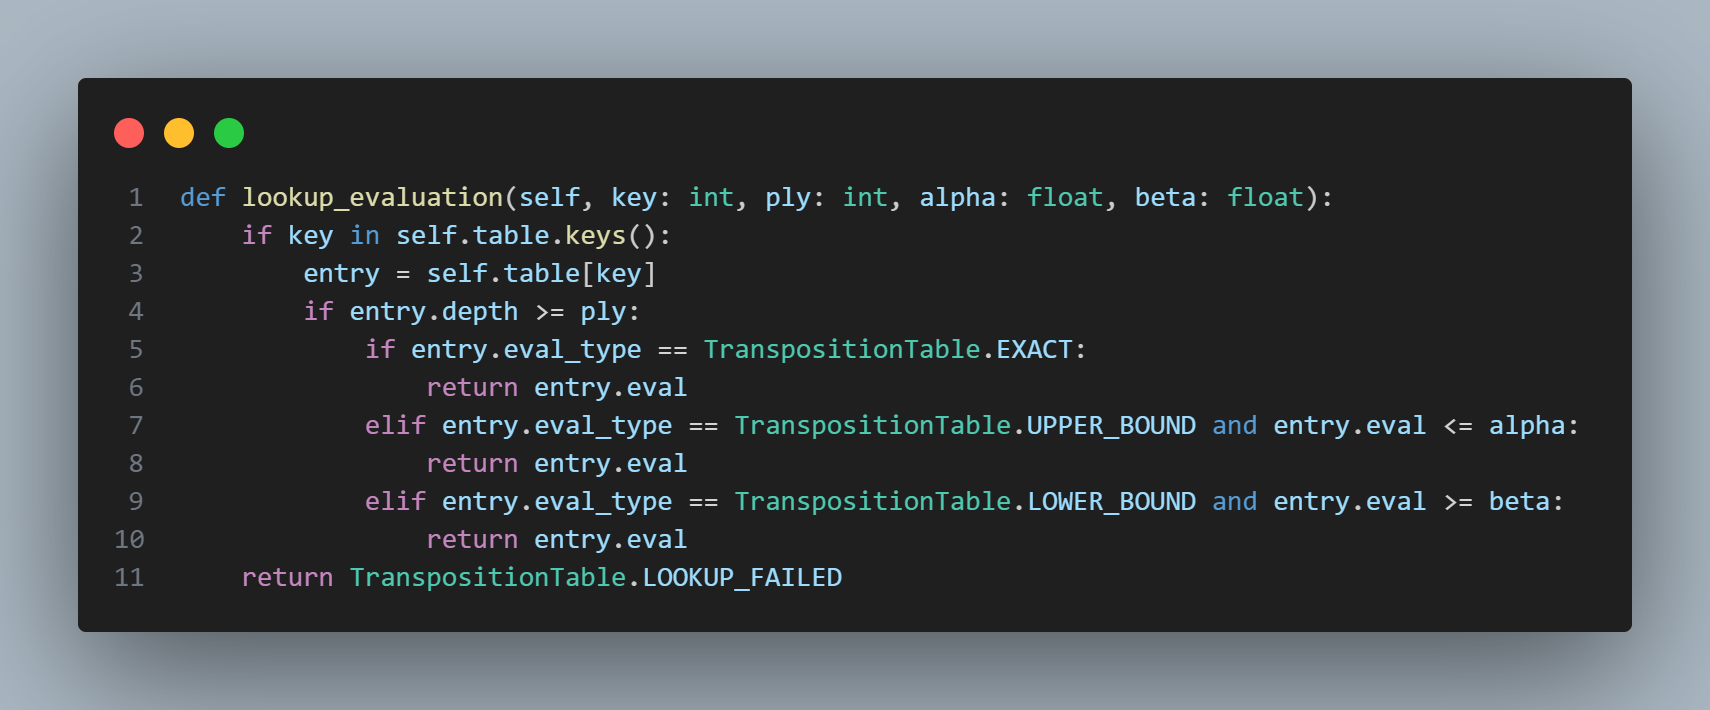 1 def lookup_evaluation(self, key: int, ply: int, alpha: float, beta: float):
2     if key in self.table.keys():
3         entry = self.table[key]
4         if entry.depth >= ply:
5             if entry.eval_type == TranspositionTable.EXACT:
6                 return entry.eval
7             elif entry.eval_type == TranspositionTable.UPPER_BOUND and entry.eval <= alpha:
8                 return entry.eval
9             elif entry.eval_type == TranspositionTable.LOWER_BOUND and entry.eval >= beta:
10                 return entry.eval
11     return TranspositionTable.LOOKUP_FAILED